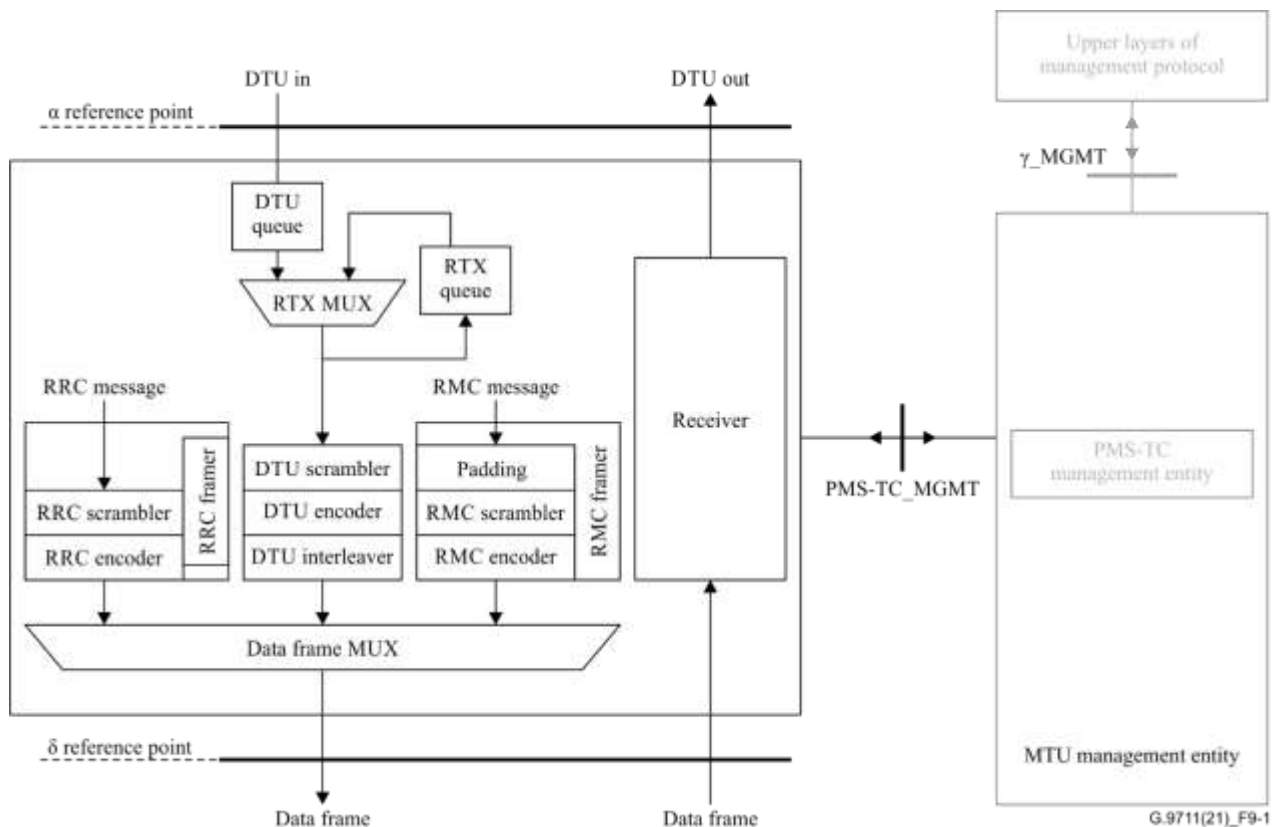 Upper layers of
management protocol
DTU in
DTU out
α reference point
γ_MGMT
DTU
queue
RTX
queue
RTX MUX
RRC message
RMC message
Receiver
RRC framer
DTU scrambler
Padding
RMC framer
PMS-TC
management entity
PMS-TC_MGMT
RRC scrambler
DTU encoder
RMC scrambler
RRC encoder
DTU interleaver
RMC encoder
Data frame MUX
δ reference point
MTU management entity
Data frame
Data frame
G.9711(21)_F9-1